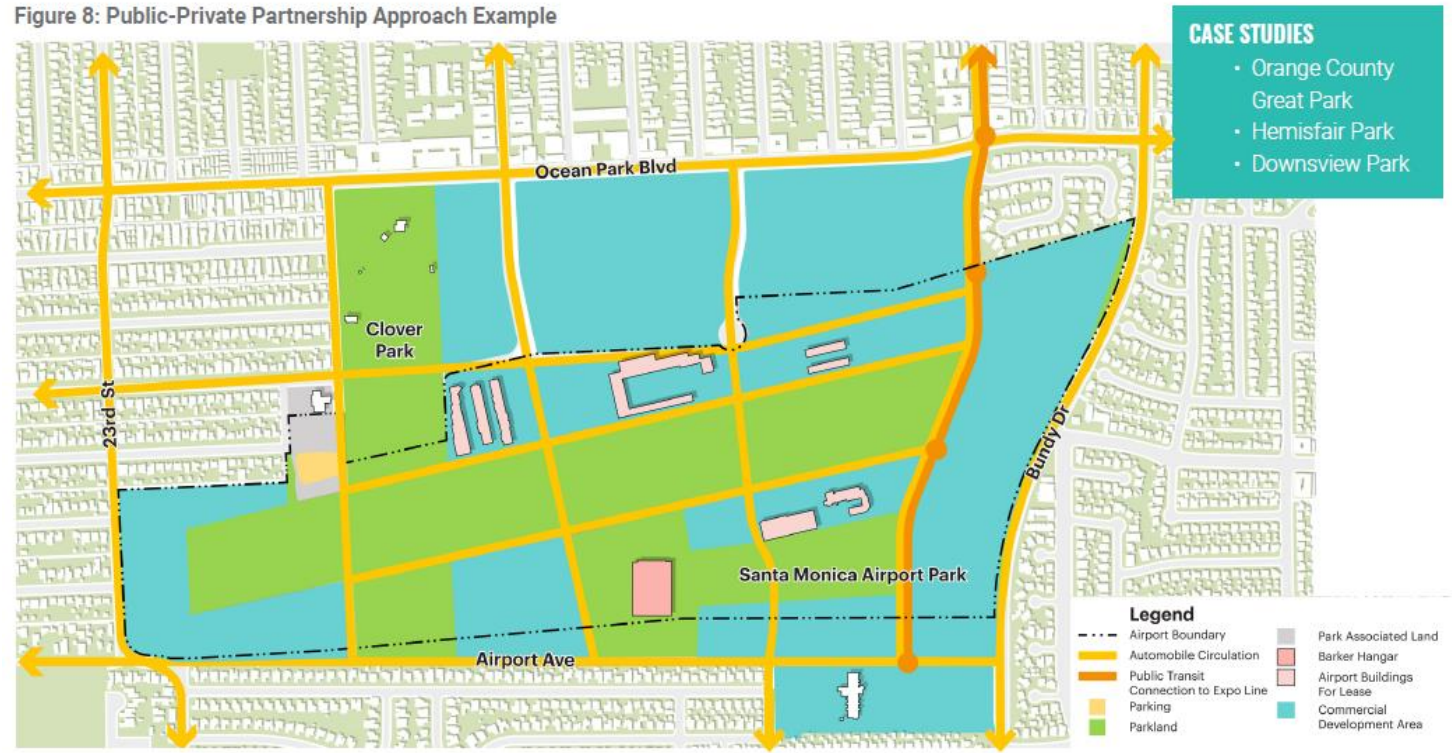 Figure 8: Public-Private Partnership Approach Example
CASE STUDIES
• Orange County
Great Park
• Hemisfair Park
• Downsview Park
Ocean Park Blvd
Clover
Park
23rd St
Bundy Dr
Santa Monica Airport Park
Airport Ave
Legend
Airport Boundary
Automobile Circulation
Public Transit
Connection to Expo Line
Parking
Parkland
Park Associated Land
Barker Hangar
Airport Buildings
For Lease
Commercial
Development Area